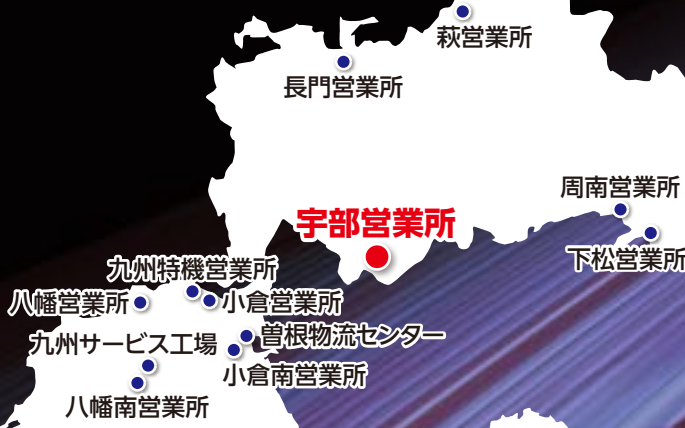 萩営業所
長門営業所
周南営業所
宇部営業所
下松営業所
九州特機営業所
八幡営業所
小倉営業所
曽根物流センター
九州サービス工場
小倉南営業所
八幡南営業所